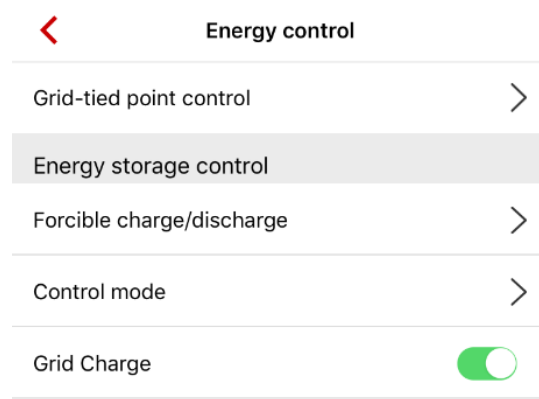 Energy control
Grid-tied point control
Energy storage control
Forcible charge/discharge
Control mode
Grid Charge